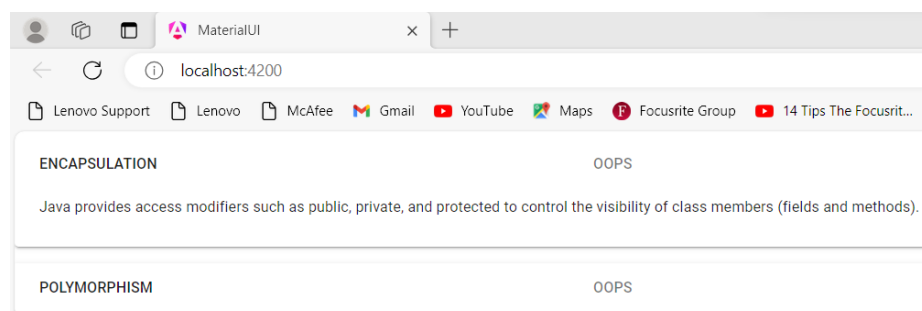 MaterialUI
localhost:4200
Lenovo Support Lenovo McAfee Gmail YouTube Maps Focusrite Group 14 Tips The Focusrit...
ENCAPSULATION OOPS
Java provides access modifiers such as public, private, and protected to control the visibility of class members (fields and methods).
POLYMORPHISM OOPS